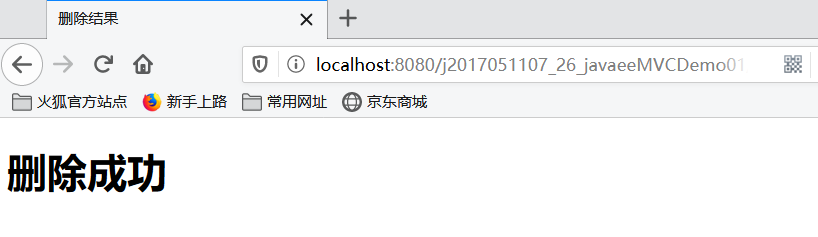 删除结果
localhost:8080/j2017051107_26_javaeeMVCDemo01
火狐官方站点 新手上路 常用网址 京东商城
删除成功